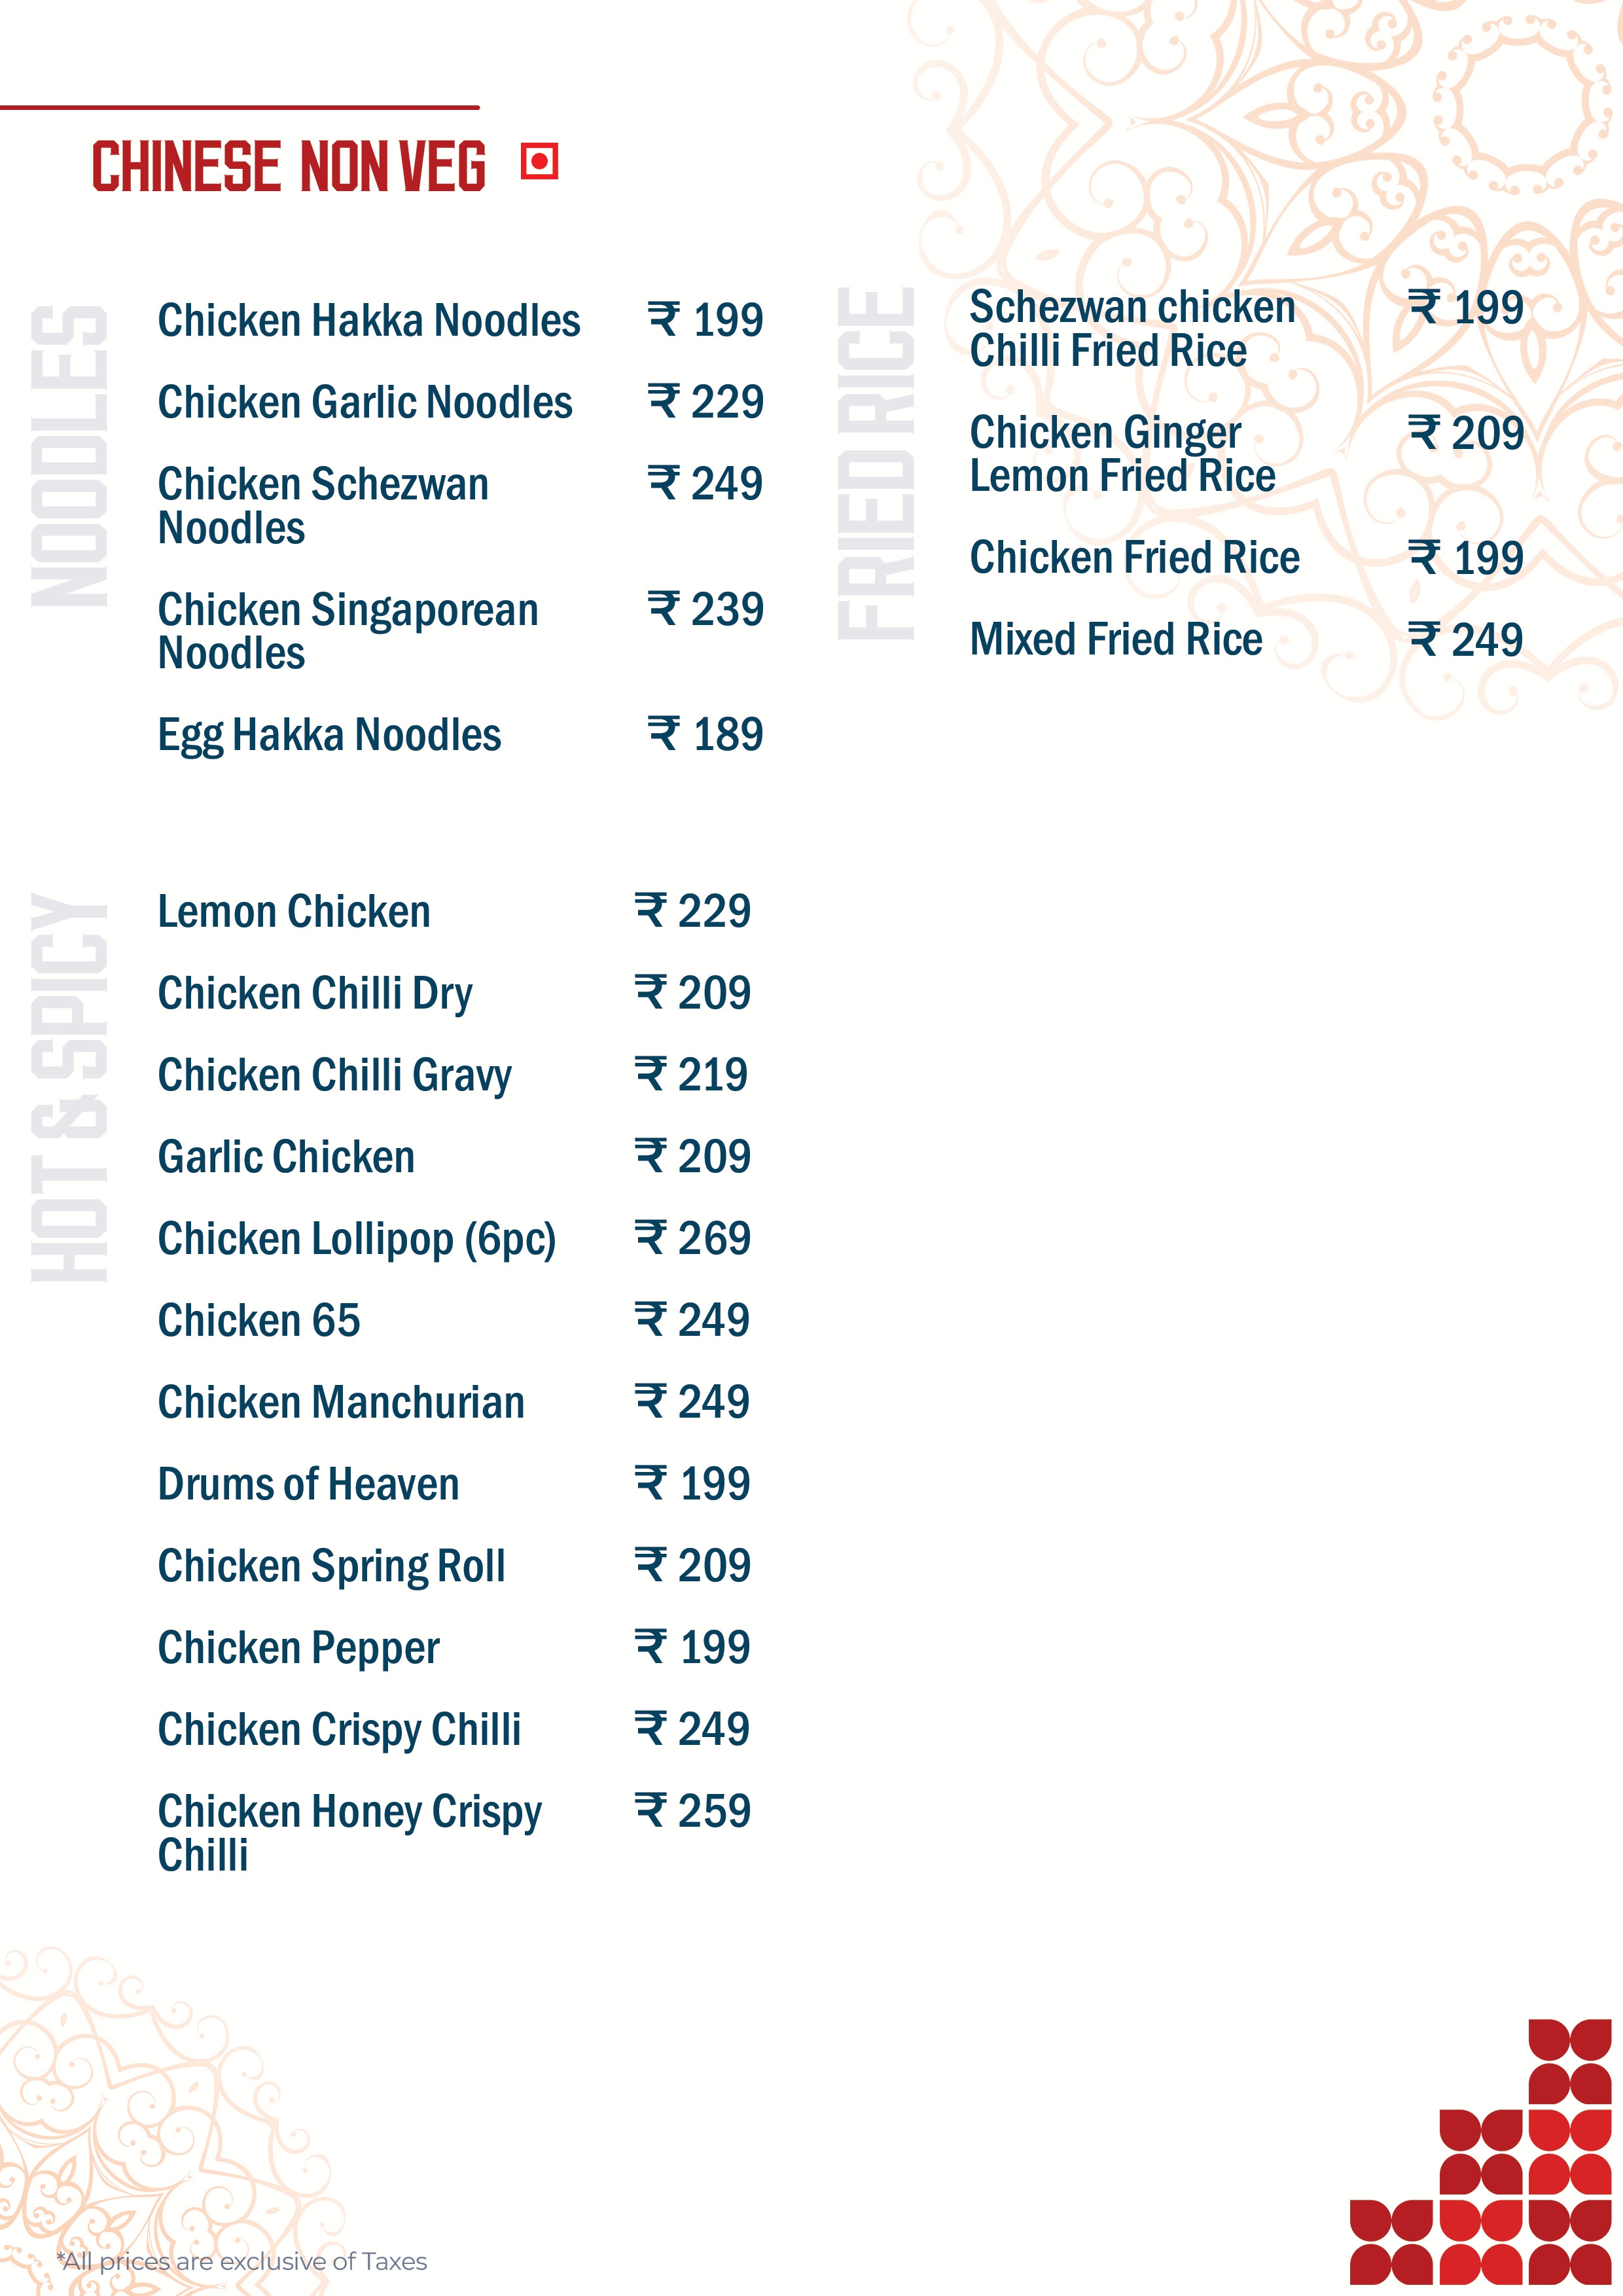 CHINESE NON VEG
NOODLES
Chicken Hakka Noodles ₹ 199
Chicken Garlic Noodles ₹ 229
Chicken Schezwan ₹ 249
Noodles
Chicken Singaporean ₹ 239
Noodles
Egg Hakka Noodles ₹ 189
FRIED RICE
Schezwan chicken ₹ 199
Chilli Fried Rice
Chicken Ginger ₹ 209
Lemon Fried Rice
Chicken Fried Rice ₹ 199
Mixed Fried Rice ₹ 249
HOT & SPICY
Lemon Chicken ₹ 229
Chicken Chilli Dry ₹ 209
Chicken Chilli Gravy ₹ 219
Garlic Chicken ₹ 209
Chicken Lollipop (6pc) ₹ 269
Chicken 65 ₹ 249
Chicken Manchurian ₹ 249
Drums of Heaven ₹ 199
Chicken Spring Roll ₹ 209
Chicken Pepper ₹ 199
Chicken Crispy Chilli ₹ 249
Chicken Honey Crispy ₹ 259
Chilli
*All prices are exclusive of Taxes